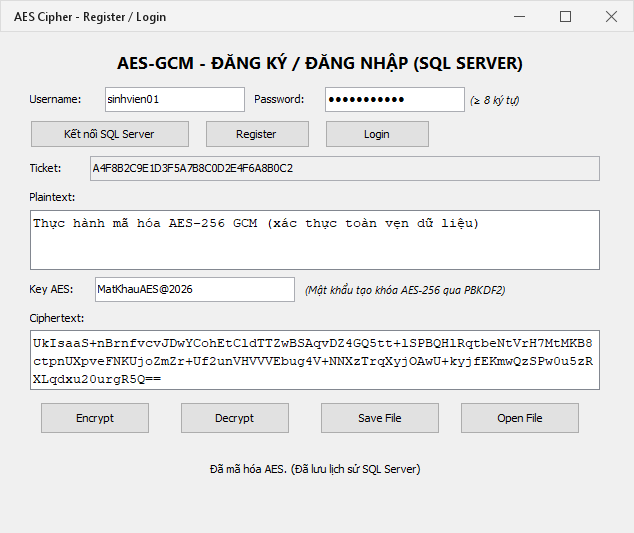 AES Cipher - Register / Login
AES-GCM - ĐĂNG KÝ / ĐĂNG NHẬP (SQL SERVER)
Username: sinhvien01 Password: ●●●●●●●●●●● (≥ 8 ký tự)
Kết nối SQL Server Register Login
Ticket: A4F8B2C9E1D3F5A7B8C0D2E4F6A8B0C2
Plaintext:
Thực hành mã hóa AES-256 GCM (xác thực toàn vẹn dữ liệu)
Key AES: MatKhauAES@2026 (Mật khẩu tạo khóa AES-256 qua PBKDF2)
Ciphertext:
UkIsaaS+nBrnfvcvJDwYCohEtCldTTZwBSAqvDZ4GQ5tt+lSPBQHlRqtbeNtVrH7MtMKB8
ctpnUXpveFNKUjoZmZr+Uf2unVHVVVEbug4V+NNXzTrqXyjOAwU+kyjfEKmwQzSPw0u5zR
XLqdxu20urgR5Q==
Encrypt Decrypt Save File Open File
Đã mã hóa AES. (Đã lưu lịch sử SQL Server)